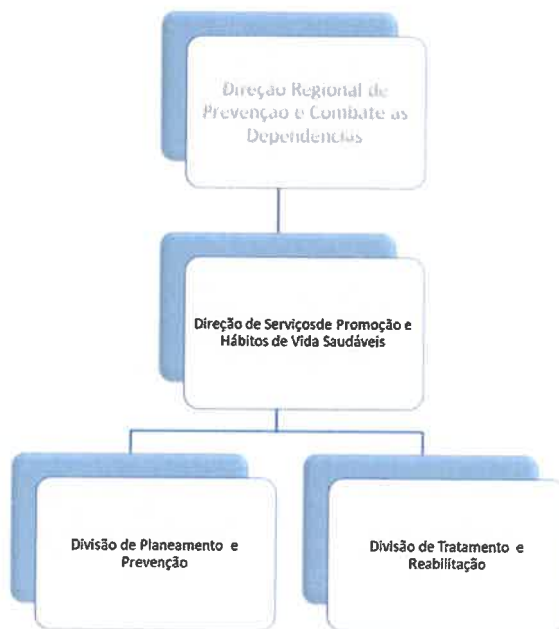 Direção Regional de
Prevenção e Combate as
Dependências
Direção de Serviçosde Promoção e
Hábitos de Vida Saudáveis
Divisão de Planeamento e
Prevenção
Divisão de Tratamento e
Reabilitação